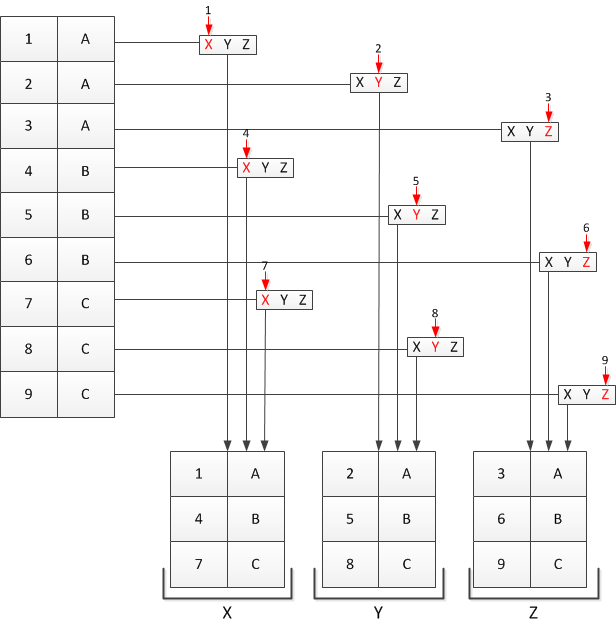 1
1 A X Y Z
2
2 A X Y Z
3
3 A X Y Z
4
4 B X Y Z
5
5 B X Y Z
6
6 B X Y Z
7
7 C X Y Z
8
8 C X Y Z
9
9 C X Y Z
1 A 2 A 3 A
4 B 5 B 6 B
7 C 8 C 9 C
X Y Z